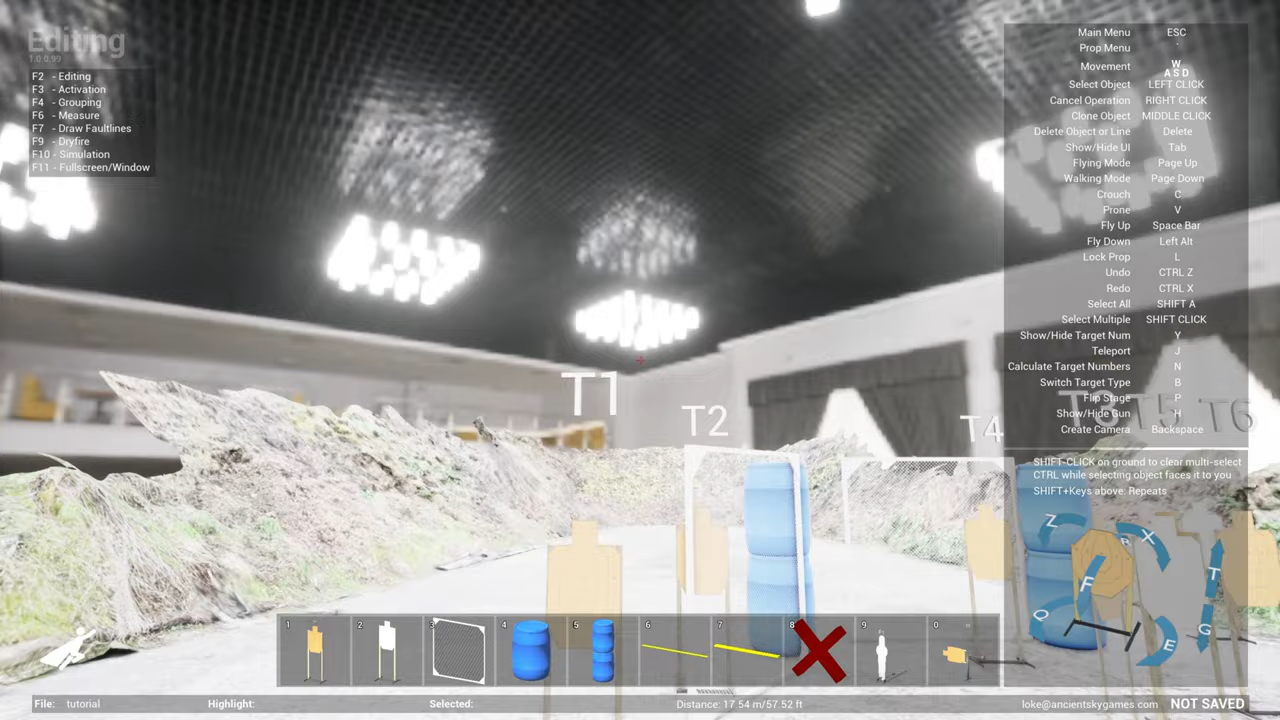 Editing
1.0.0.99
F2 - Editing
F3 - Activation
F4 - Grouping
F6 - Measure
F7 - Draw Faultlines
F9 - Dryfire
F10 - Simulation
F11 - Fullscreen/Window
Main Menu ESC
Prop Menu `
Movement W
A S D
Select Object LEFT CLICK
Cancel Operation RIGHT CLICK
Clone Object MIDDLE CLICK
Delete Object or Line Delete
Show/Hide UI Tab
Flying Mode Page Up
Walking Mode Page Down
Crouch C
Prone V
Fly Up Space Bar
Fly Down Left Alt
Lock Prop L
Undo CTRL Z
Redo CTRL X
Select All SHIFT A
Select Multiple SHIFT CLICK
Show/Hide Target Num Y
Teleport J
Calculate Target Numbers N
Switch Target Type B
Flip Stage P
Show/Hide Gun H
Create Camera Backspace
SHIFT-CLICK on ground to clear multi-select
CTRL while selecting object faces it to you
SHIFT+Keys above: Repeats
T1
T2
T4
T3
T5
T6
Z
R
X
F
T
Q
E
G
1
2
3
4
5
6
7
8
9
0
File: tutorial
Highlight:
Selected:
Distance: 17.54 m/57.52 ft
loke@ancientskygames.com
NOT SAVED